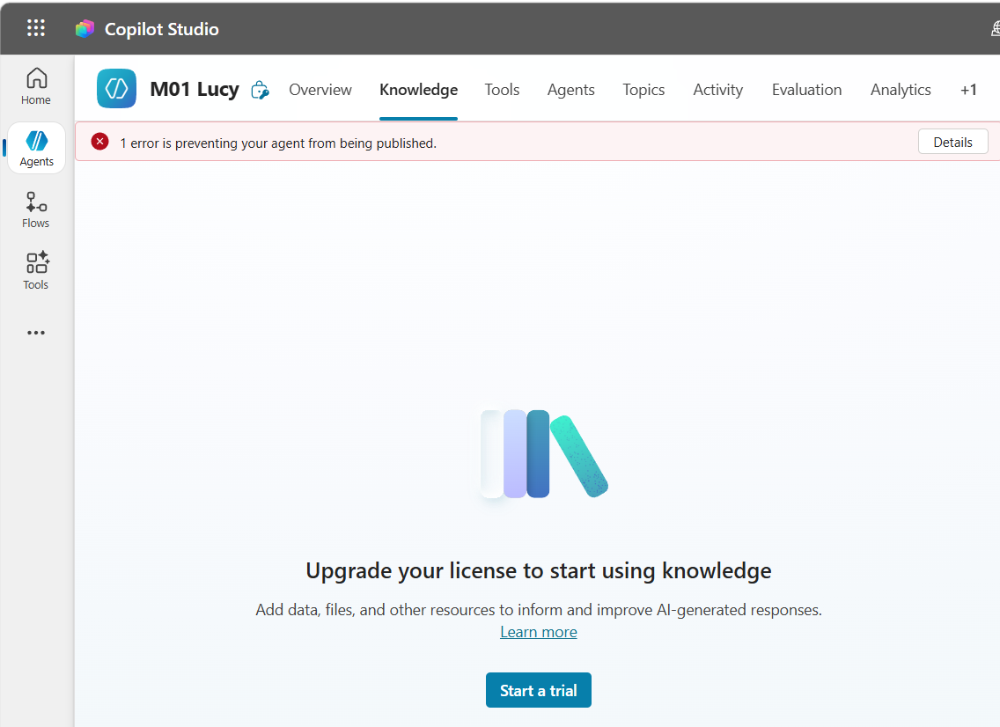 Copilot Studio
Home
Agents
Flows
Tools
M01 Lucy
Overview
Knowledge
Tools
Agents
Topics
Activity
Evaluation
Analytics
+1
1 error is preventing your agent from being published.
Details
Upgrade your license to start using knowledge
Add data, files, and other resources to inform and improve AI-generated responses.
Learn more
Start a trial